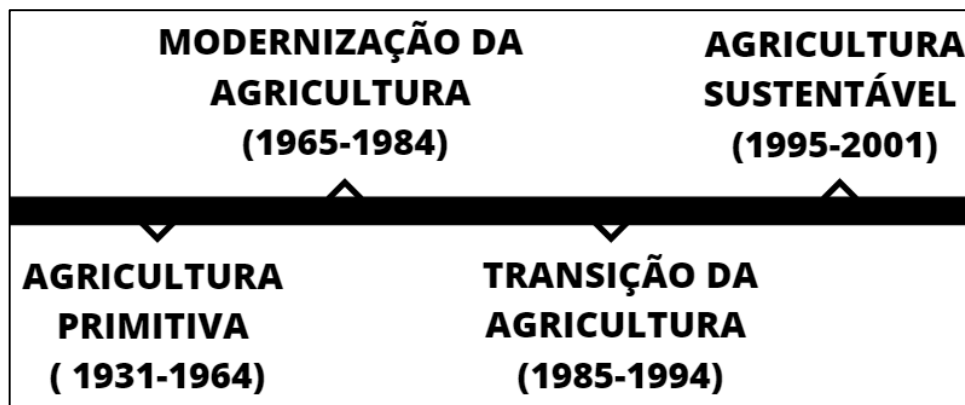 MODERNIZAÇÃO DA
AGRICULTURA
(1965-1984)
AGRICULTURA
SUSTENTÁVEL
(1995-2001)
AGRICULTURA
PRIMITIVA
( 1931-1964)
TRANSIÇÃO DA
AGRICULTURA
(1985-1994)